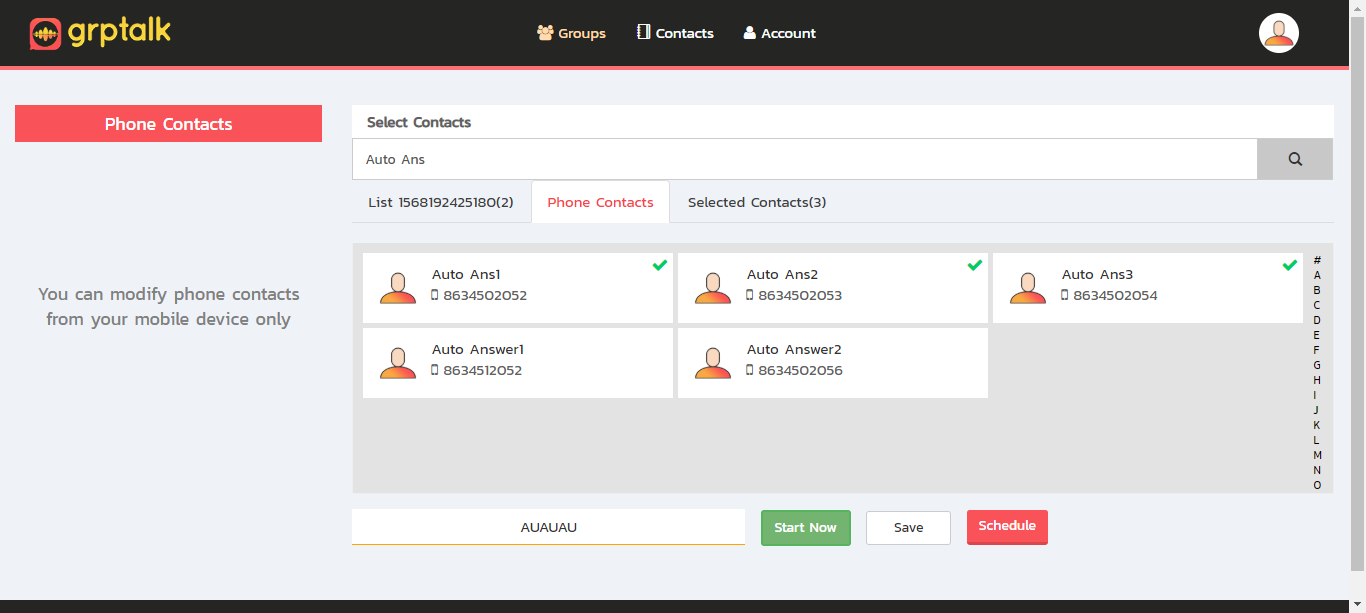 grptalk
Groups Contacts Account
Phone Contacts
You can modify phone contacts
from your mobile device only
Select Contacts
Auto Ans
List 1568192425180(2) Phone Contacts Selected Contacts(3)
Auto Ans1
8634502052
Auto Ans2
8634502053
Auto Ans3
8634502054
Auto Answer1
8634512052
Auto Answer2
8634502056
#
A
B
C
D
E
F
G
H
I
J
K
L
M
N
O
AUAUAU
Start Now
Save
Schedule